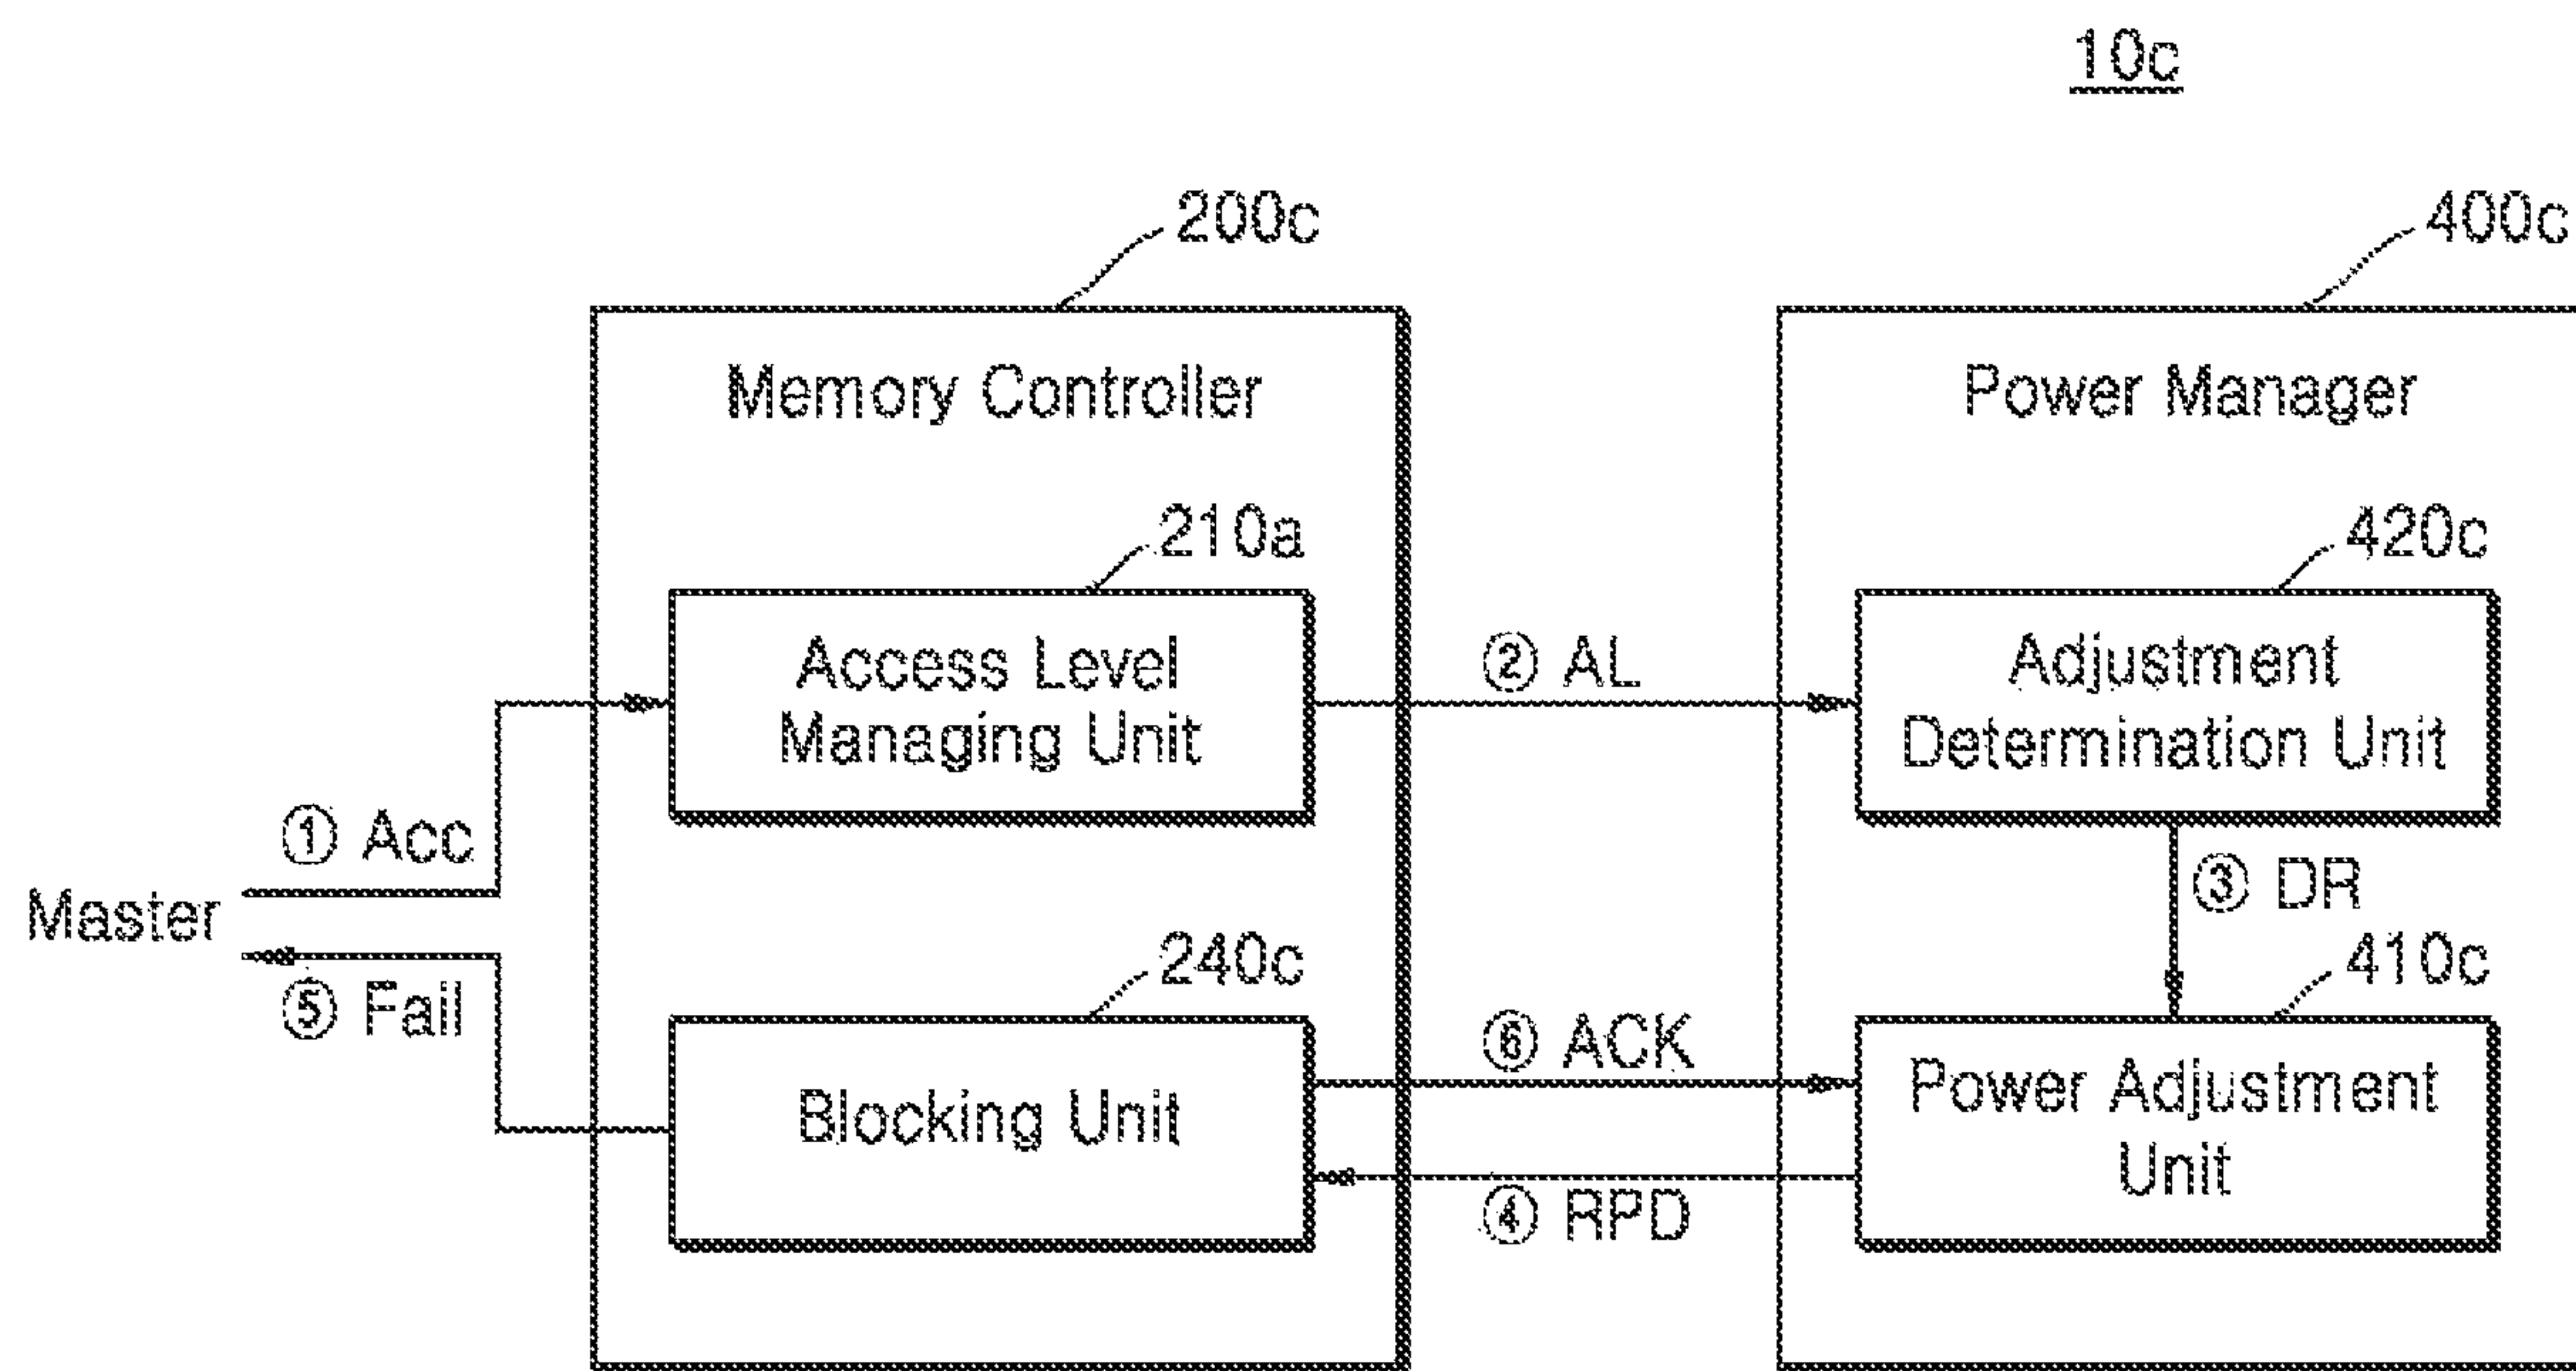 10c
200c
400c
Memory Controller
Power Manager
210a
420c
Access Level
Managing Unit
② AL
Adjustment
Determination Unit
① Acc
③ DR
Master
240c
410c
⑤ Fail
⑥ ACK
Blocking Unit
Power Adjustment
Unit
④ RPD